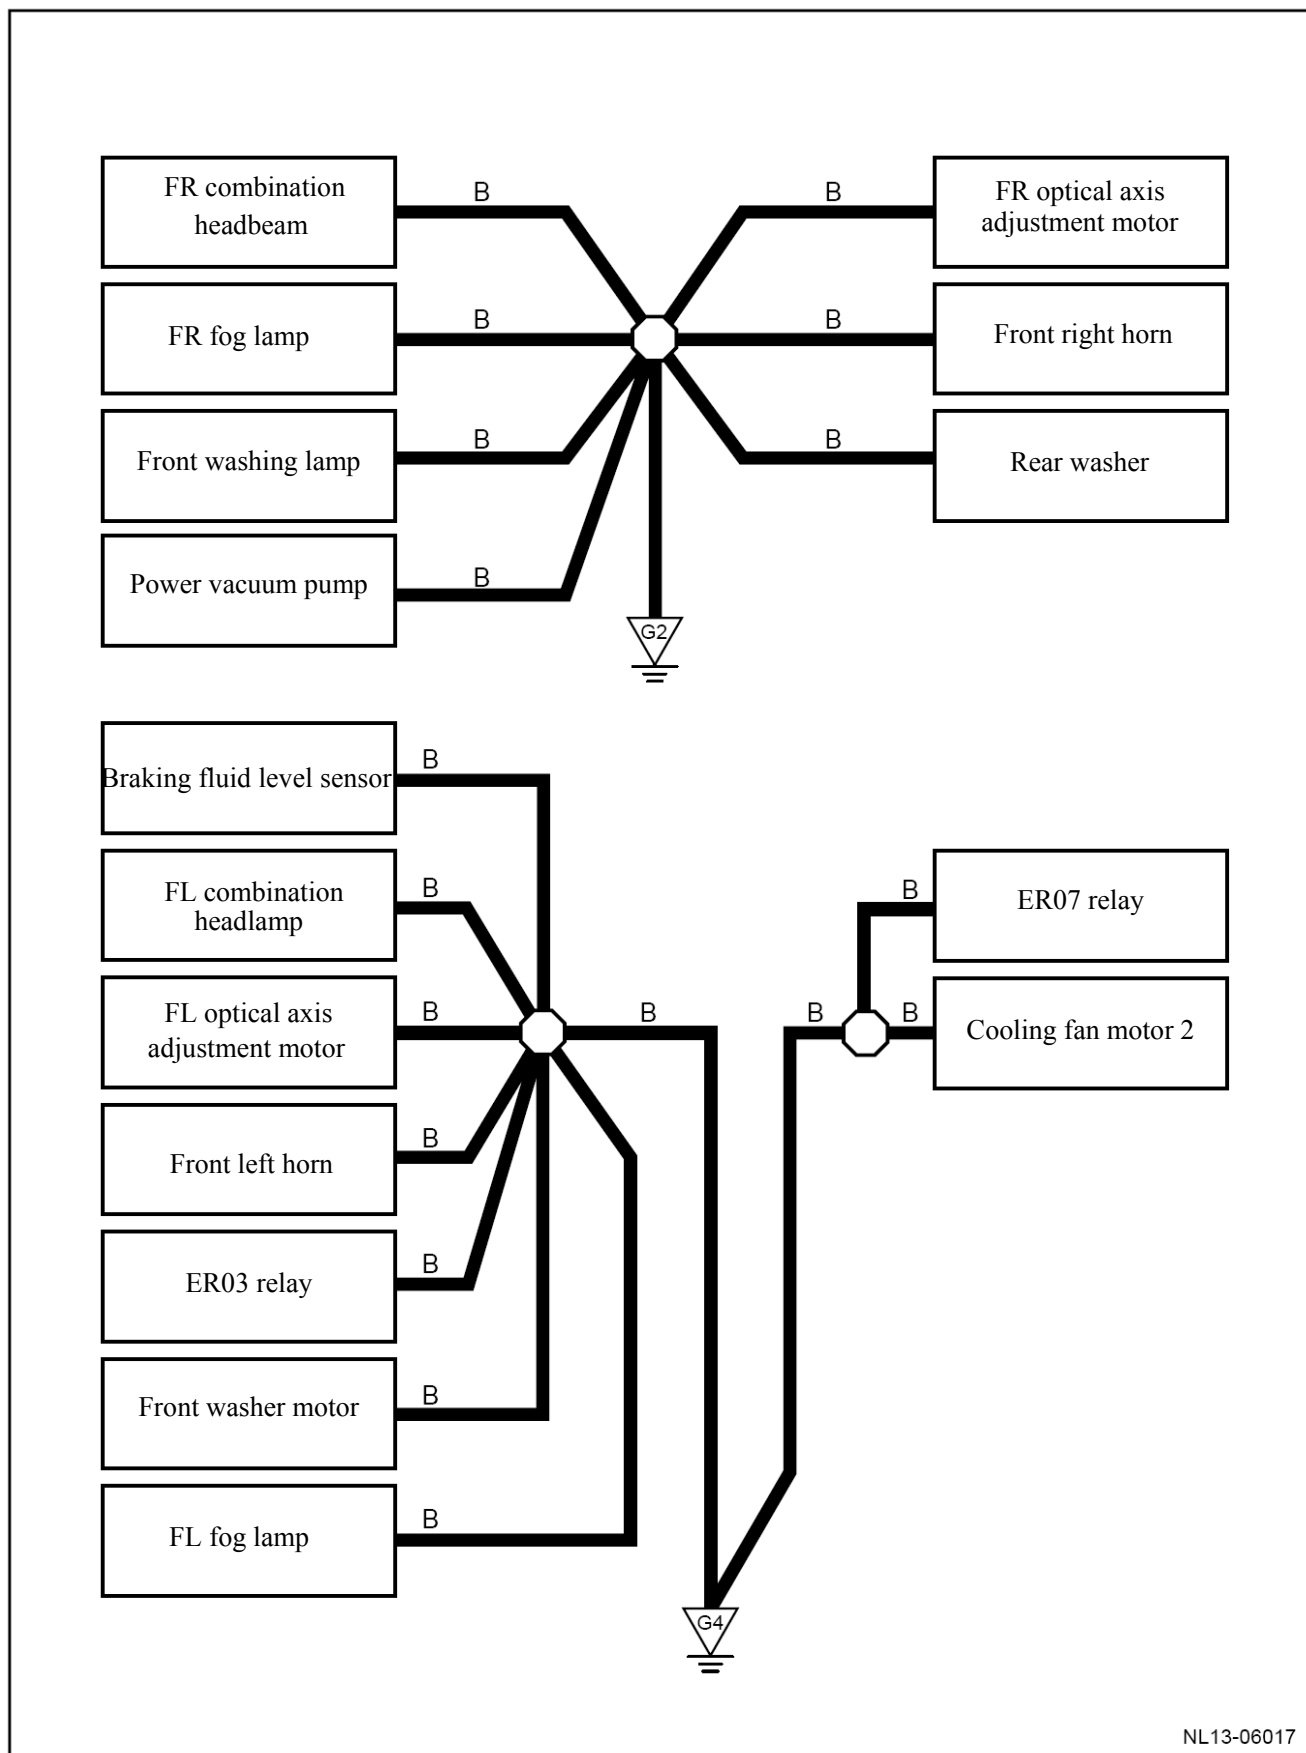 FR combination
headbeam
B
B
FR optical axis
adjustment motor
FR fog lamp
B
B
Front right horn
Front washing lamp
B
B
Rear washer
Power vacuum pump
B
G2
Braking fluid level sensor
B
FL combination
headlamp
B
B
ER07 relay
FL optical axis
adjustment motor
B
B
B
B
Cooling fan motor 2
Front left horn
B
ER03 relay
B
Front washer motor
B
FL fog lamp
B
G4
NL13-06017